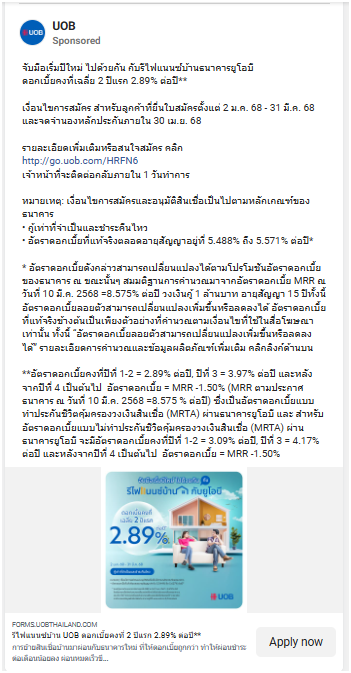 UOB
Sponsored
จับมือเริ่มปีใหม่ ไปด้วยกัน กับรีไฟแนนซ์บ้านธนาคารยูโอบี
ดอกเบี้ยคงที่เฉลี่ย 2 ปีแรก 2.89% ต่อปี**
เงื่อนไขการสมัคร สำหรับลูกค้าที่ยื่นใบสมัครตั้งแต่ 2 ม.ค. 68 - 31 มี.ค. 68
และจดจำนองหลักประกันภายใน 30 เม.ย. 68
รายละเอียดเพิ่มเติมหรือสนใจสมัคร คลิก
http://go.uob.com/HRFN6
เจ้าหน้าที่จะติดต่อกลับภายใน 1 วันทำการ
หมายเหตุ: เงื่อนไขการสมัครและอนุมัติสินเชื่อเป็นไปตามหลักเกณฑ์ของ
ธนาคาร
• กู้เท่าที่จำเป็นและชำระคืนไหว
• อัตราดอกเบี้ยที่แท้จริงตลอดอายุสัญญาอยู่ที่ 5.488% ถึง 5.571% ต่อปี*
* อัตราดอกเบี้ยดังกล่าวสามารถเปลี่ยนแปลงได้ตามโปรโมชันอัตราดอกเบี้ย
ของธนาคาร ณ ขณะนั้นๆ สมมติฐานการคำนวณมาจากอัตราดอกเบี้ย MRR ณ
วันที่ 10 มี.ค. 2568 =8.575% ต่อปี วงเงินกู้ 1 ล้านบาท อายุสัญญา 15 ปีทั้งนี้
อัตราดอกเบี้ยลอยตัวสามารถเปลี่ยนแปลงเพิ่มขึ้นหรือลดลงได้ อัตราดอกเบี้ย
ที่แท้จริงข้างต้นเป็นเพียงตัวอย่างที่คำนวณตามเงื่อนไขที่ใช้ในสื่อโฆษณา
เท่านั้น ทั้งนี้ “อัตราดอกเบี้ยลอยตัวสามารถเปลี่ยนแปลงเพิ่มขึ้นหรือลดลง
ได้” รายละเอียดการคำนวณและข้อมูลผลิตภัณฑ์เพิ่มเติม คลิกลิงก์ด้านบน
**อัตราดอกเบี้ยคงที่ปีที่ 1-2 = 2.89% ต่อปี, ปีที่ 3 = 3.97% ต่อปี และหลัง
จากปีที่ 4 เป็นต้นไป อัตราดอกเบี้ย = MRR -1.50% (MRR ตามประกาศ
ธนาคาร ณ วันที่ 10 มี.ค. 2568 =8.575 % ต่อปี) ซึ่งเป็นอัตราดอกเบี้ยแบบ
ทำประกันชีวิตคุ้มครองวงเงินสินเชื่อ (MRTA) ผ่านธนาคารยูโอบี และ สำหรับ
อัตราดอกเบี้ยแบบไม่ทำประกันชีวิตคุ้มครองวงเงินสินเชื่อ (MRTA) ผ่าน
ธนาคารยูโอบี จะมีอัตราดอกเบี้ยคงที่ปีที่ 1-2 = 3.09% ต่อปี, ปีที่ 3 = 4.17%
ต่อปี และหลังจากปีที่ 4 เป็นต้นไป อัตราดอกเบี้ย = MRR -1.50%
รีไฟแนนซ์บ้าน กับยูโอบี
ดอกเบี้ยคงที่
เฉลี่ย 2 ปีแรก
2.89%
UOB
FORMS.UOBTHAILAND.COM
รีไฟแนนซ์บ้าน UOB ดอกเบี้ยคงที่ 2 ปีแรก 2.89% ต่อปี**
การย้ายสินเชื่อบ้านมาผ่อนกับธนาคารใหม่ ที่ให้ดอกเบี้ยถูกกว่า ทำให้ผ่อนชำระ
ต่อเดือนน้อยลง ผ่อนหมดเร็วขึ้...
Apply now